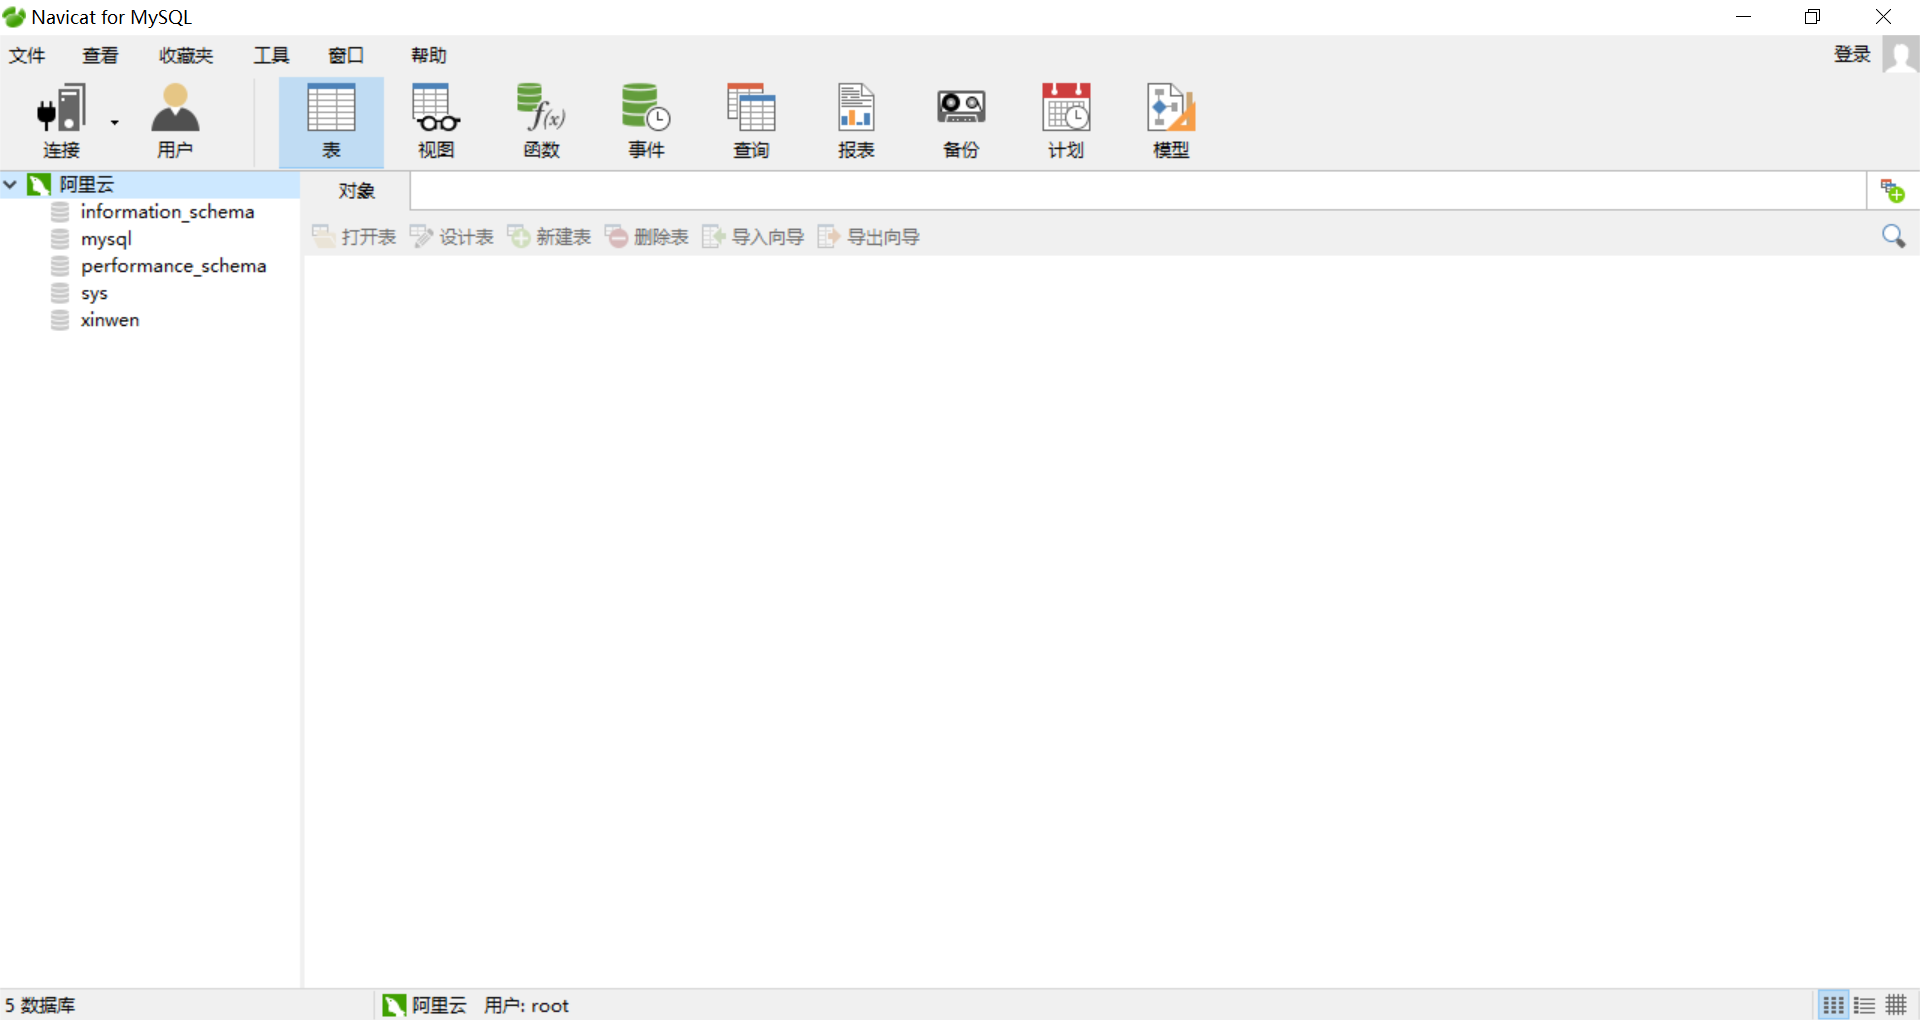 Navicat for MySQL
文件 查看 收藏夹 工具 窗口 帮助 登录
连接 用户 表 视图 函数 事件 查询 报表 备份 计划 模型
阿里云
information_schema
mysql
performance_schema
sys
xinwen
对象
打开表 设计表 新建表 删除表 导入向导 导出向导
5 数据库 阿里云 用户: root